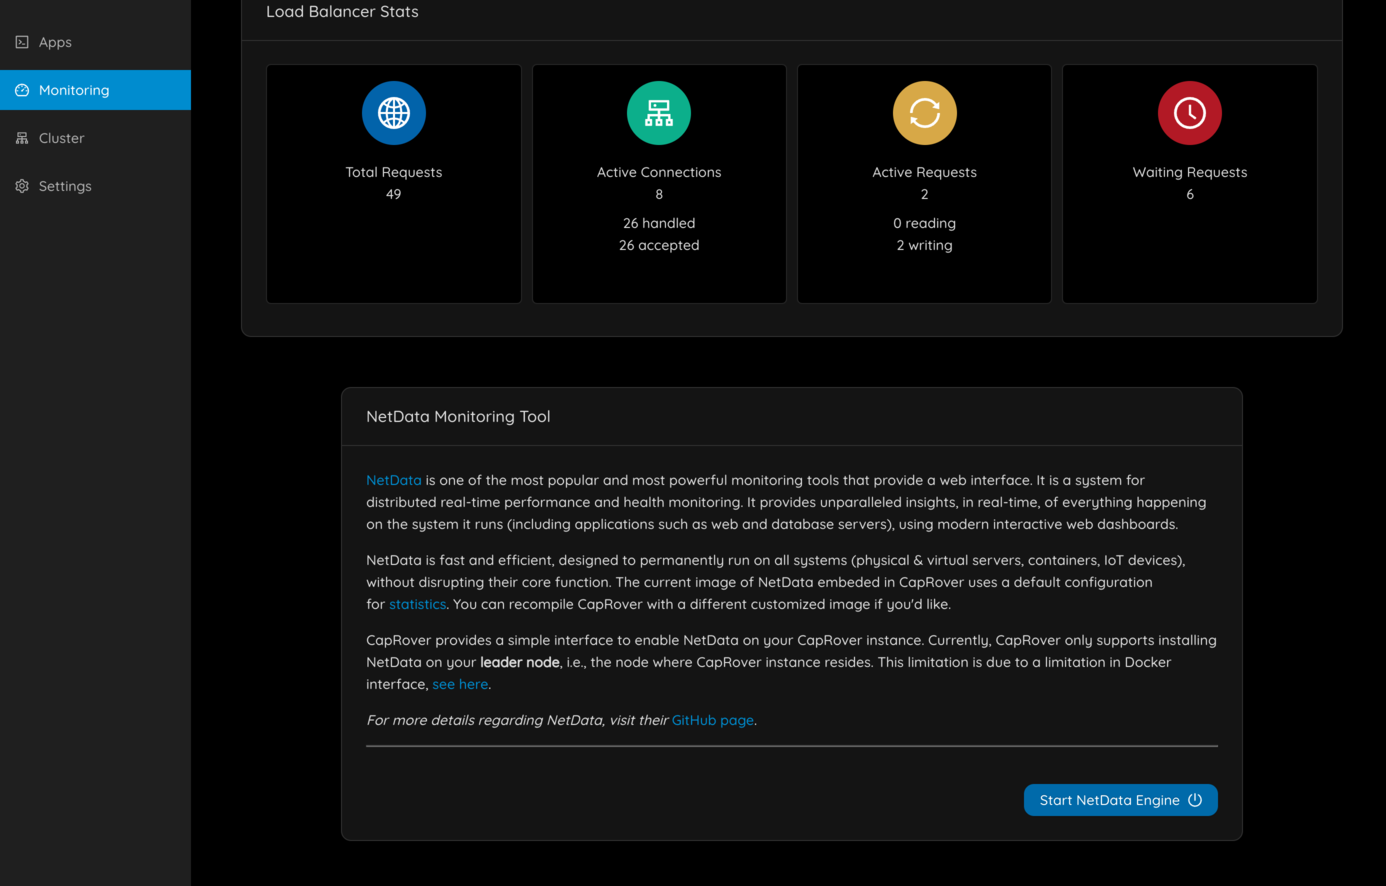 Load Balancer Stats
Apps
Monitoring
Cluster
Settings
Total Requests
49
Active Connections
8
26 handled
26 accepted
Active Requests
2
0 reading
2 writing
Waiting Requests
6
NetData Monitoring Tool
NetData is one of the most popular and most powerful monitoring tools that provide a web interface. It is a system for
distributed real-time performance and health monitoring. It provides unparalleled insights, in real-time, of everything happening
on the system it runs (including applications such as web and database servers), using modern interactive web dashboards.
NetData is fast and efficient, designed to permanently run on all systems (physical & virtual servers, containers, IoT devices),
without disrupting their core function. The current image of NetData embeded in CapRover uses a default configuration
for statistics. You can recompile CapRover with a different customized image if you'd like.
CapRover provides a simple interface to enable NetData on your CapRover instance. Currently, CapRover only supports installing
NetData on your leader node, i.e., the node where CapRover instance resides. This limitation is due to a limitation in Docker
interface, see here.
For more details regarding NetData, visit their GitHub page.
Start NetData Engine